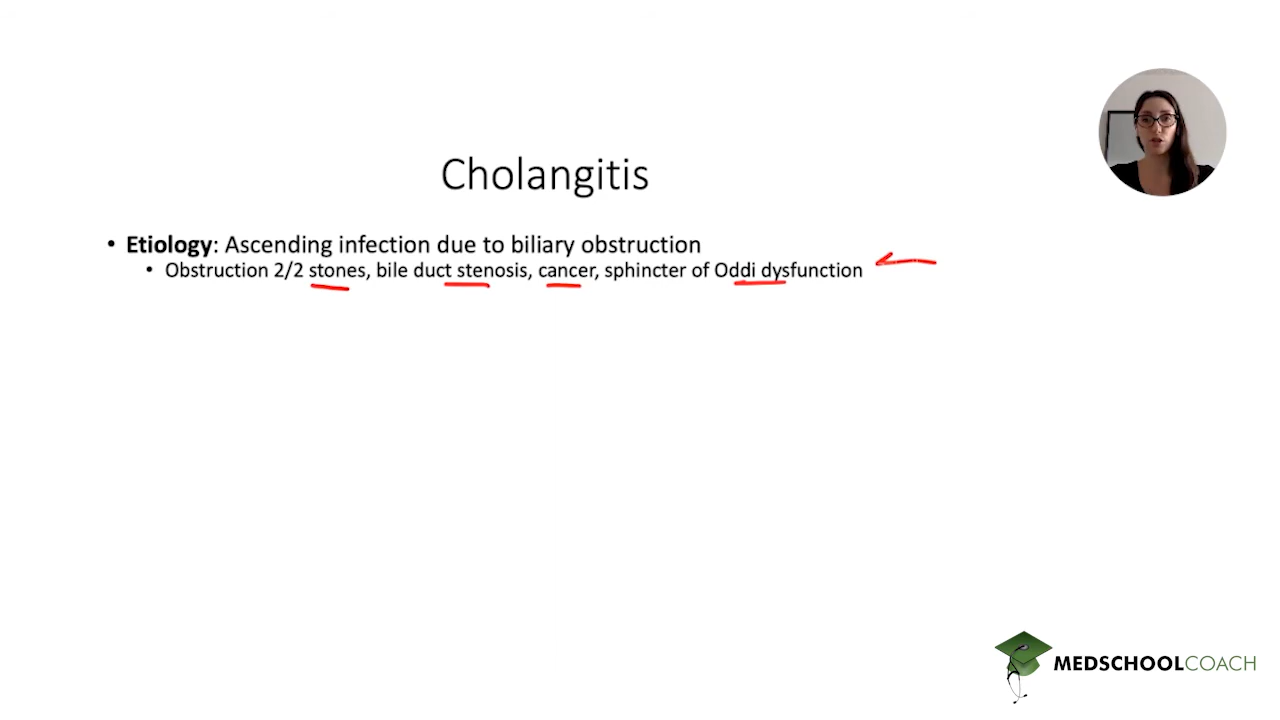 Cholangitis
• Etiology: Ascending infection due to biliary obstruction
• Obstruction 2/2 stones, bile duct stenosis, cancer, sphincter of Oddi dysfunction
MEDSCHOOLCOACH